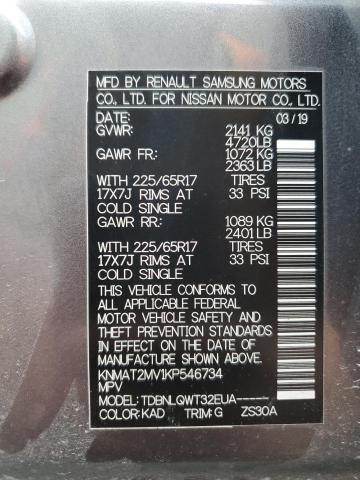 MFD BY RENAULT SAMSUNG MOTORS
CO., LTD. FOR NISSAN MOTOR CO., LTD.
DATE: 03/19
GVWR: 2141 KG
4720LB
GAWR FR: 1072 KG
2363LB
WITH 225/65R17 TIRES
17X7J RIMS AT 33 PSI
COLD SINGLE
GAWR RR: 1089 KG
2401LB
WITH 225/65R17 TIRES
17X7J RIMS AT 33 PSI
COLD SINGLE
THIS VEHICLE CONFORMS TO
ALL APPLICABLE FEDERAL
MOTOR VEHICLE SAFETY AND
THEFT PREVENTION STANDARDS
IN EFFECT ON THE DATE OF
MANUFACTURE SHOWN ABOVE.
KNMAT2MV1KP546734
MPV
MODEL: TDBNLQWT32EUA-----
COLOR: KAD TRIM: G ZS30A